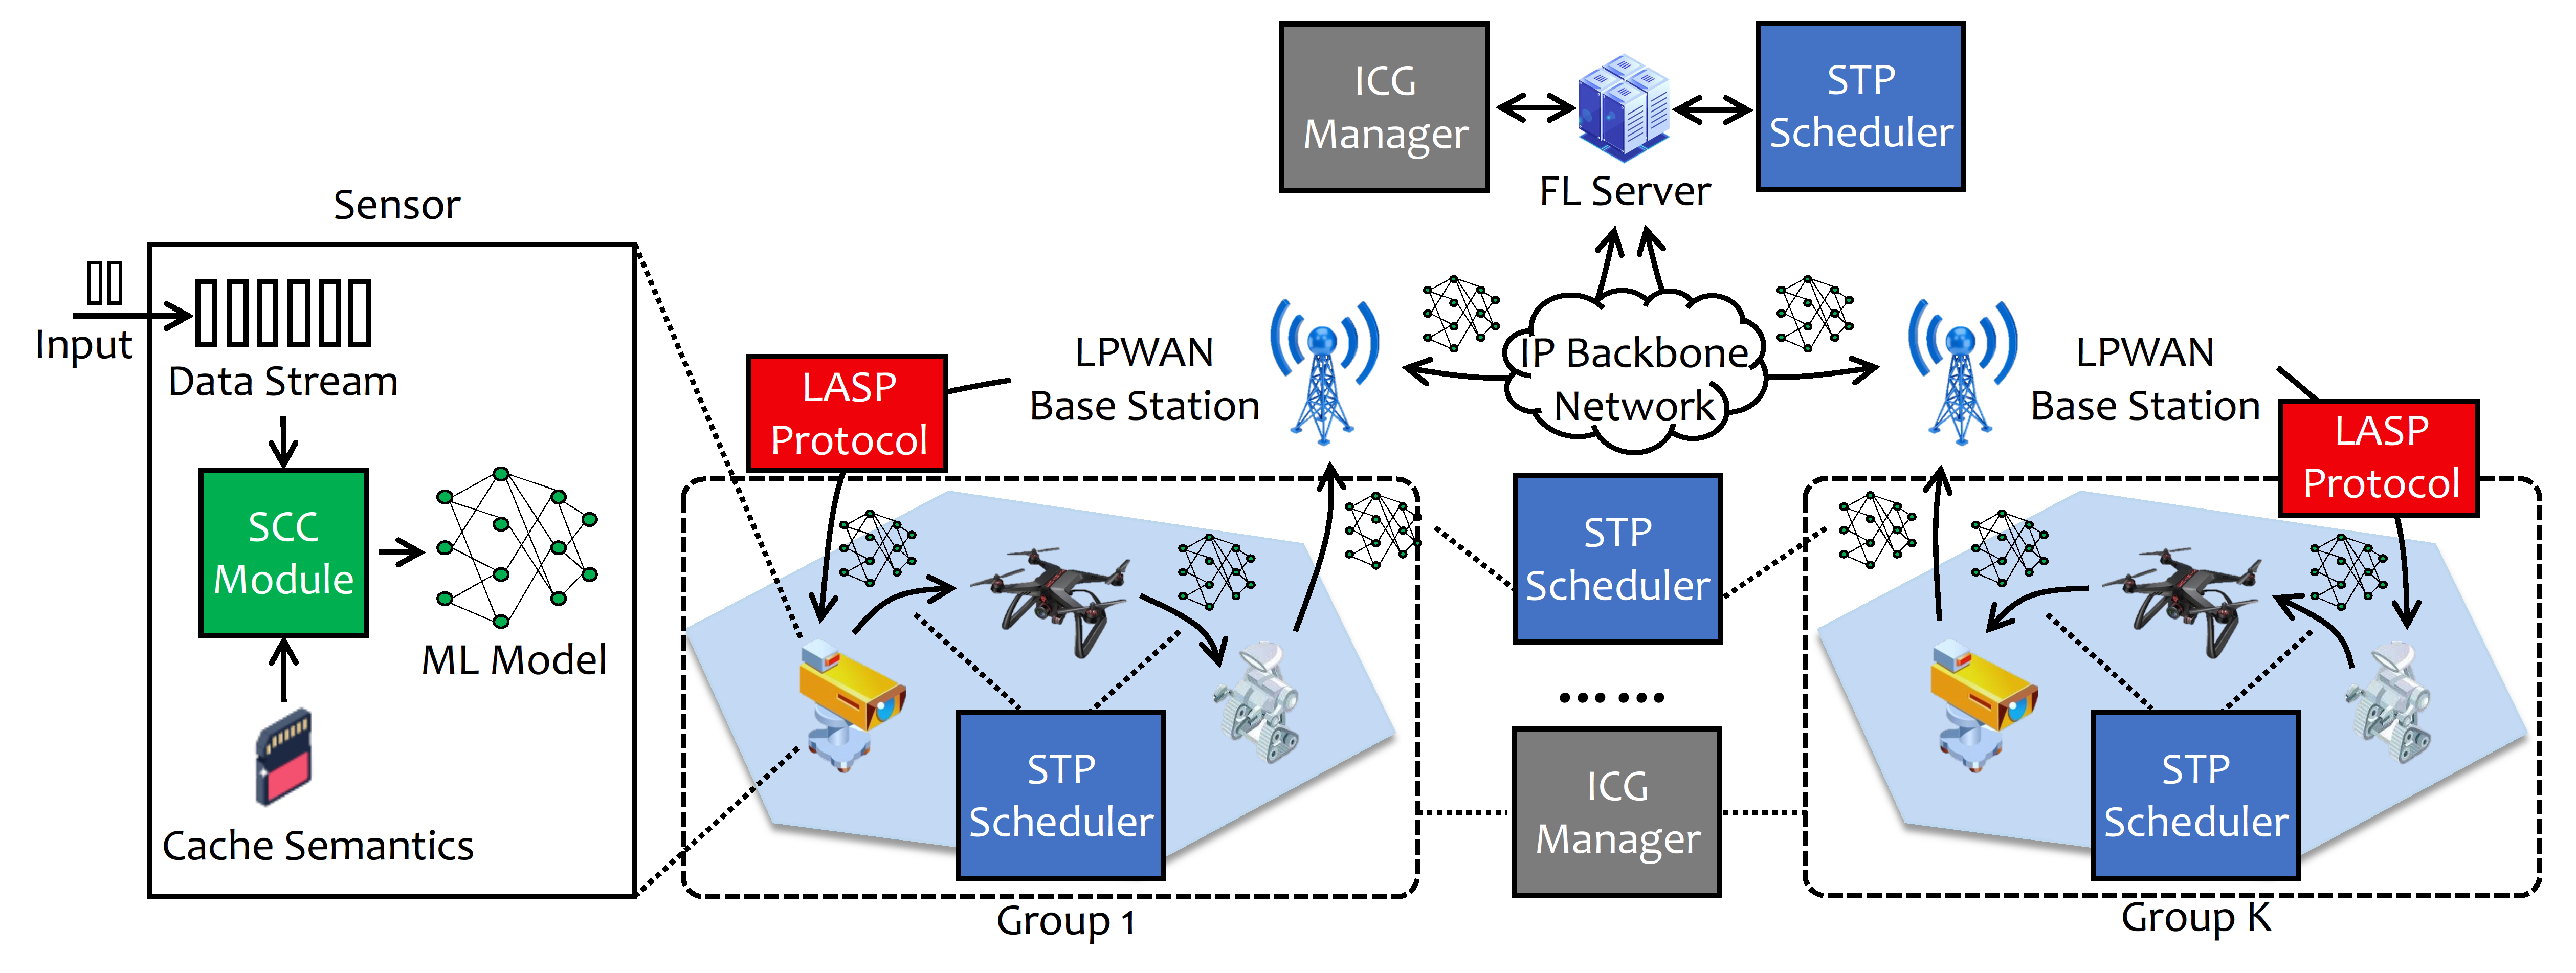 Sensor
Input
Data Stream
SCC
Module
ML Model
Cache Semantics
ICG
Manager
FL Server
STP
Scheduler
LASP
Protocol
LPWAN
Base Station
IP Backbone
Network
LPWAN
Base Station
LASP
Protocol
STP
Scheduler
STP
Scheduler
Group 1
......
ICG
Manager
STP
Scheduler
Group K